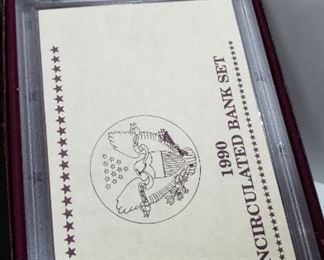 1990
NCIRCULATED BANK SET